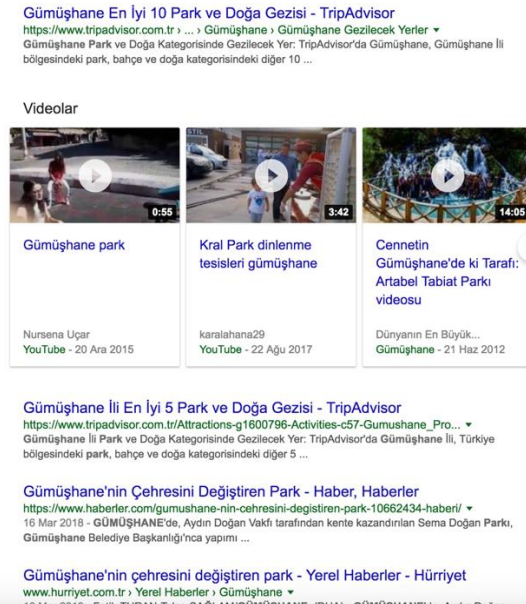 Gümüşhane En İyi 10 Park ve Doğa Gezisi - TripAdvisor
https://www.tripadvisor.com.tr › ... › Gümüşhane › Gümüşhane Gezilecek Yerler
Gümüşhane Park ve Doğa Kategorisinde Gezilecek Yer: TripAdvisor'da Gümüşhane, Gümüşhane İli
bölgesindeki park, bahçe ve doğa kategorisindeki diğer 10 ...
Videolar
0:55
3:42
14:05
Gümüşhane park
Nursena Uçar
YouTube - 20 Ara 2015
Kral Park dinlenme
tesisleri gümüşhane
karalahana29
YouTube - 22 Ağu 2017
Cennetin
Gümüşhane'de ki Tarafı:
Artabel Tabiat Parkı
videosu
Dünyanın En Büyük...
Gümüşhane - 21 Haz 2012
Gümüşhane İli En İyi 5 Park ve Doğa Gezisi - TripAdvisor
https://www.tripadvisor.com.tr/Attractions-g1600796-Activities-c57-Gumushane_Pro...
Gümüşhane İli Park ve Doğa Kategorisinde Gezilecek Yer: TripAdvisor'da Gümüşhane İli, Türkiye
bölgesindeki park, bahçe ve doğa kategorisindeki diğer 5 ...
Gümüşhane'nin Çehresini Değiştiren Park - Haber, Haberler
https://www.haberler.com/gumushane-nin-cehresini-degistiren-park-10662434-haberi/
16 Mar 2018 - GÜMÜŞHANE'de, Aydın Doğan Vakfı tarafından kente kazandırılan Sema Doğan Parkı,
Gümüşhane Belediye Başkanlığı'nca yapımı ...
Gümüşhane'nin çehresini değiştiren park - Yerel Haberler - Hürriyet
www.hurriyet.com.tr › Yerel Haberler › Gümüşhane